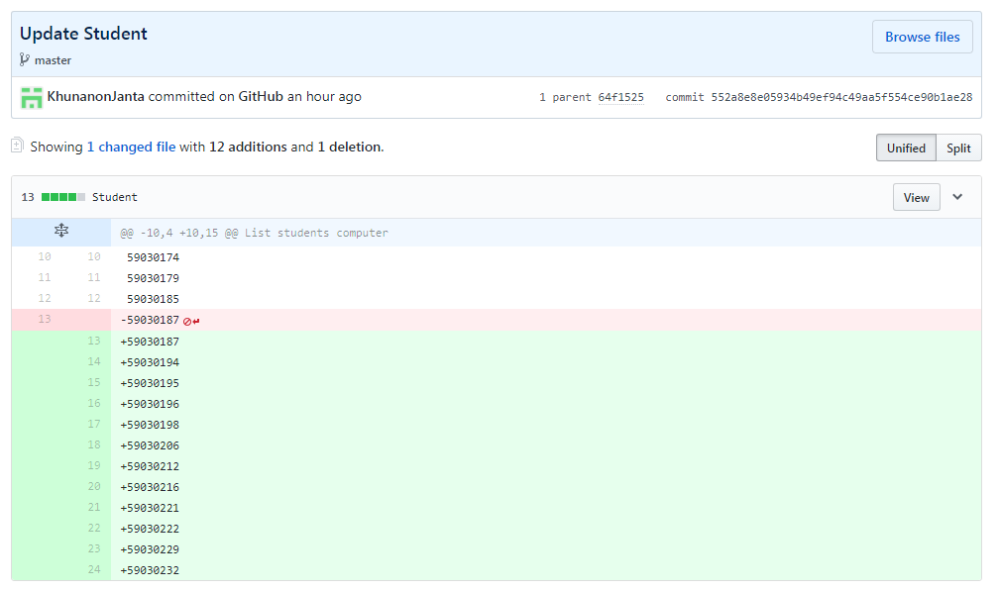 Update Student
Browse files
master
KhunanonJanta committed on GitHub an hour ago
1 parent 64f1525 commit 552a8e8e05934b49ef94c49aa5f554ce90b1ae28
Showing 1 changed file with 12 additions and 1 deletion.
Unified Split
13 Student
View
@@ -10,4 +10,15 @@ List students computer
10 10 59030174
11 11 59030179
12 12 59030185
13 -59030187
13 +59030187
14 +59030194
15 +59030195
16 +59030196
17 +59030198
18 +59030206
19 +59030212
20 +59030216
21 +59030221
22 +59030222
23 +59030229
24 +59030232